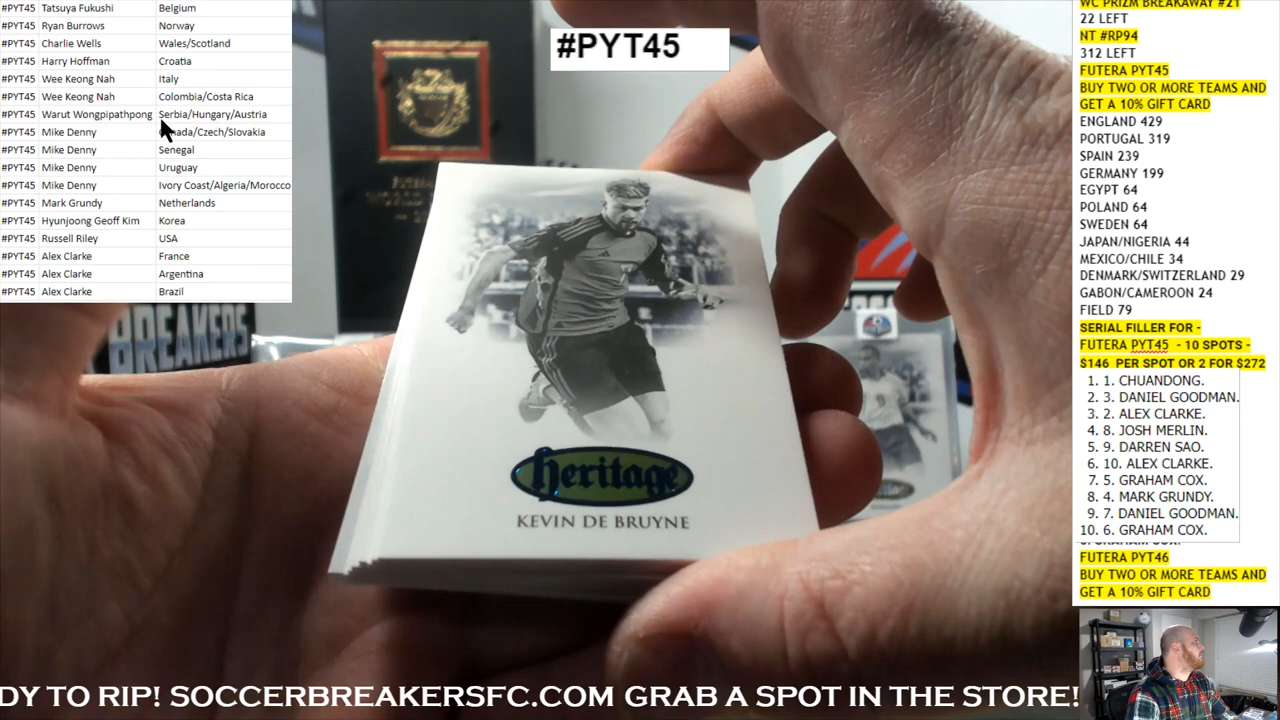 #PYT45 Tatsuya Fukushi Belgium
#PYT45 Ryan Burrows Norway
#PYT45 Charlie Wells Wales/Scotland
#PYT45 Harry Hoffman Croatia
#PYT45 Wee Keong Nah Italy
#PYT45 Wee Keong Nah Colombia/Costa Rica
#PYT45 Warut Wongpipathpong Serbia/Hungary/Austria
#PYT45 Mike Denny Canada/Czech/Slovakia
#PYT45 Mike Denny Senegal
#PYT45 Mike Denny Uruguay
#PYT45 Mike Denny Ivory Coast/Algeria/Morocco
#PYT45 Mark Grundy Netherlands
#PYT45 Hyunjoong Geoff Kim Korea
#PYT45 Russell Riley USA
#PYT45 Alex Clarke France
#PYT45 Alex Clarke Argentina
#PYT45 Alex Clarke Brazil
#PYT45
BREAKERS
heritage
KEVIN DE BRUYNE
WC PRIZM BREAKAWAY #21
22 LEFT
NT #RP94
312 LEFT
FUTERA PYT45
BUY TWO OR MORE TEAMS AND
GET A 10% GIFT CARD
ENGLAND 429
PORTUGAL 319
SPAIN 239
GERMANY 199
EGYPT 64
POLAND 64
SWEDEN 64
JAPAN/NIGERIA 44
MEXICO/CHILE 34
DENMARK/SWITZERLAND 29
GABON/CAMEROON 24
FIELD 79
SERIAL FILLER FOR -
FUTERA PYT45 - 10 SPOTS -
$146 PER SPOT OR 2 FOR $272
1. 1. CHUANDONG.
2. 3. DANIEL GOODMAN.
3. 2. ALEX CLARKE.
4. 8. JOSH MERLIN.
5. 9. DARREN SAO.
6. 10. ALEX CLARKE.
7. 5. GRAHAM COX.
8. 4. MARK GRUNDY.
9. 7. DANIEL GOODMAN.
10. 6. GRAHAM COX.
FUTERA PYT46
BUY TWO OR MORE TEAMS AND
GET A 10% GIFT CARD
DY TO RIP! SOCCERBREAKERSFC.COM GRAB A SPOT IN THE STORE!